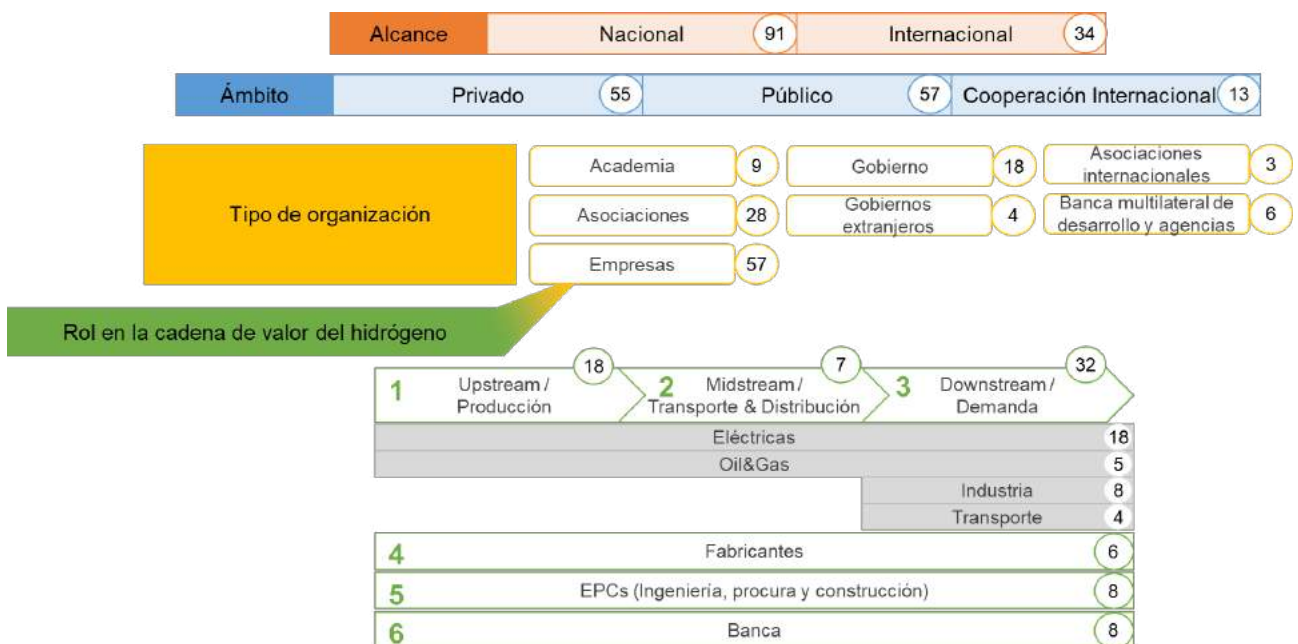 Alcance Nacional 91 Internacional 34
Ámbito Privado 55 Público 57 Cooperación Internacional 13
Tipo de organización
Academia 9
Gobierno 18
Asociaciones
internacionales 3
Asociaciones 28
Gobiernos
extranjeros 4
Banca multilateral de
desarrollo y agencias 6
Empresas 57
Rol en la cadena de valor del hidrógeno
1 Upstream /
Producción 18
2 Midstream /
Transporte & Distribución 7
3 Downstream /
Demanda 32
Eléctricas 18
Oil&Gas 5
Industria 8
Transporte 4
4 Fabricantes 6
5 EPCs (Ingeniería, procura y construcción) 8
6 Banca 8